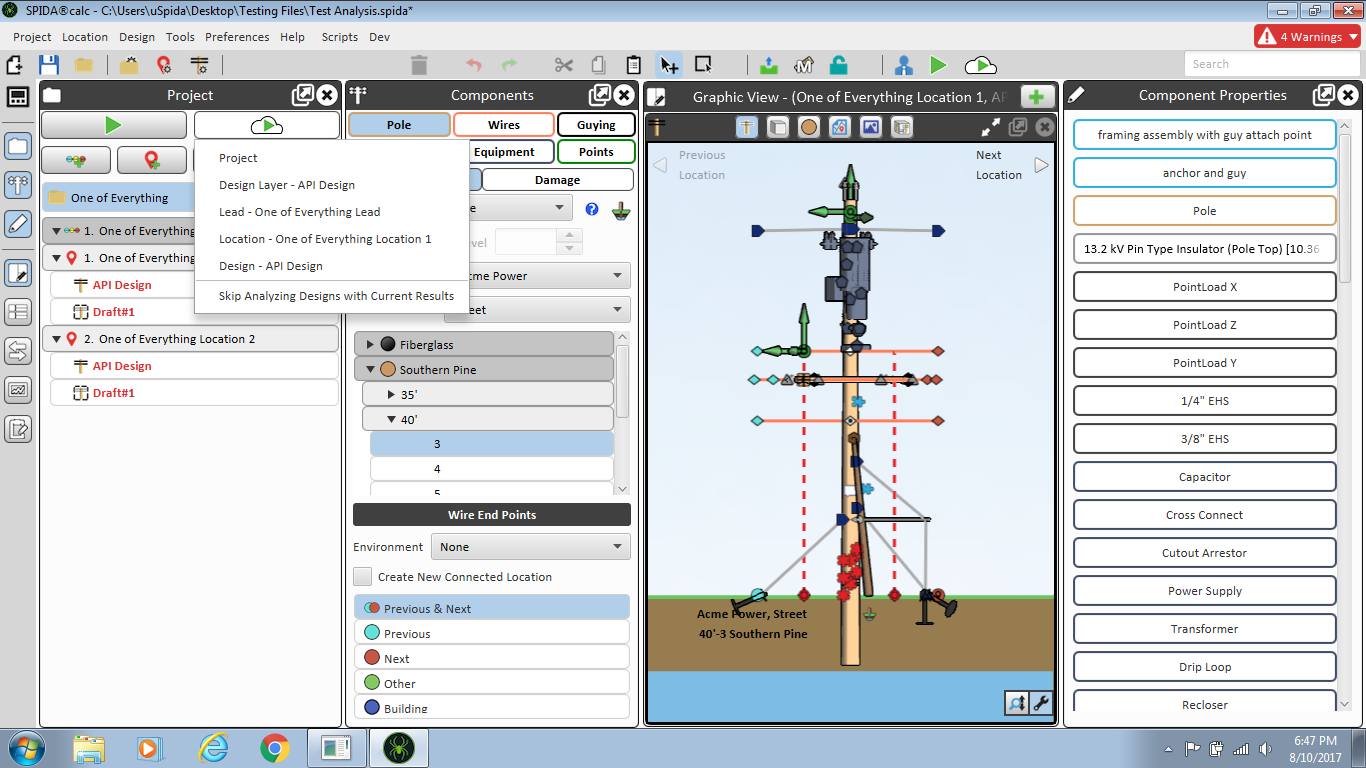 SPIDA®calc - C:\Users\uSpida\Desktop\Testing Files\Test Analysis.spida*
Project Location Design Tools Preferences Help Scripts Dev
4 Warnings
Search
Project
Project
Design Layer - API Design
Lead - One of Everything Lead
Location - One of Everything Location 1
Design - API Design
Skip Analyzing Designs with Current Results
One of Everything
1. One of Everything
1. One of Everything
API Design
Draft#1
2. One of Everything Location 2
API Design
Draft#1
Components
Pole Wires Guying
Equipment Points
Damage
?
Acme Power
Fiberglass
Southern Pine
35'
40'
3
4
5
Wire End Points
Environment None
Create New Connected Location
Previous & Next
Previous
Next
Other
Building
Graphic View - (One of Everything Location 1,
Previous
Location
Next
Location
Acme Power, Street
40'-3 Southern Pine
Component Properties
framing assembly with guy attach point
anchor and guy
Pole
13.2 kV Pin Type Insulator (Pole Top) [10.36
PointLoad X
PointLoad Z
PointLoad Y
1/4" EHS
3/8" EHS
Capacitor
Cross Connect
Cutout Arrestor
Power Supply
Transformer
Drip Loop
Recloser
6:47 PM
8/10/2017